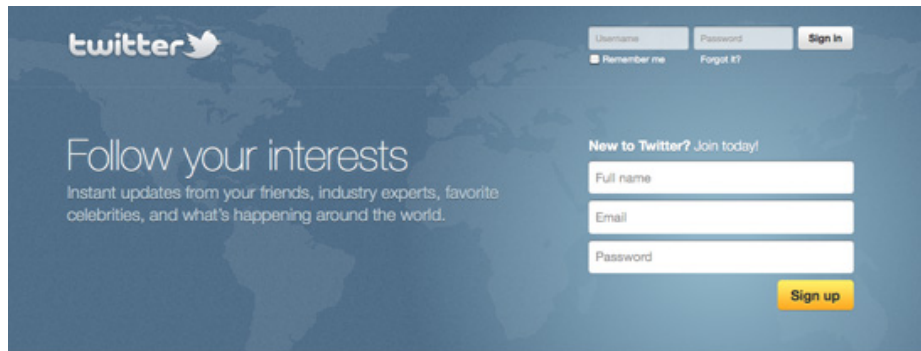 twitter
Username
Password
Sign in
Remember me
Forgot it?
Follow your interests
Instant updates from your friends, industry experts, favorite
celebrities, and what's happening around the world.
New to Twitter? Join today!
Full name
Email
Password
Sign up